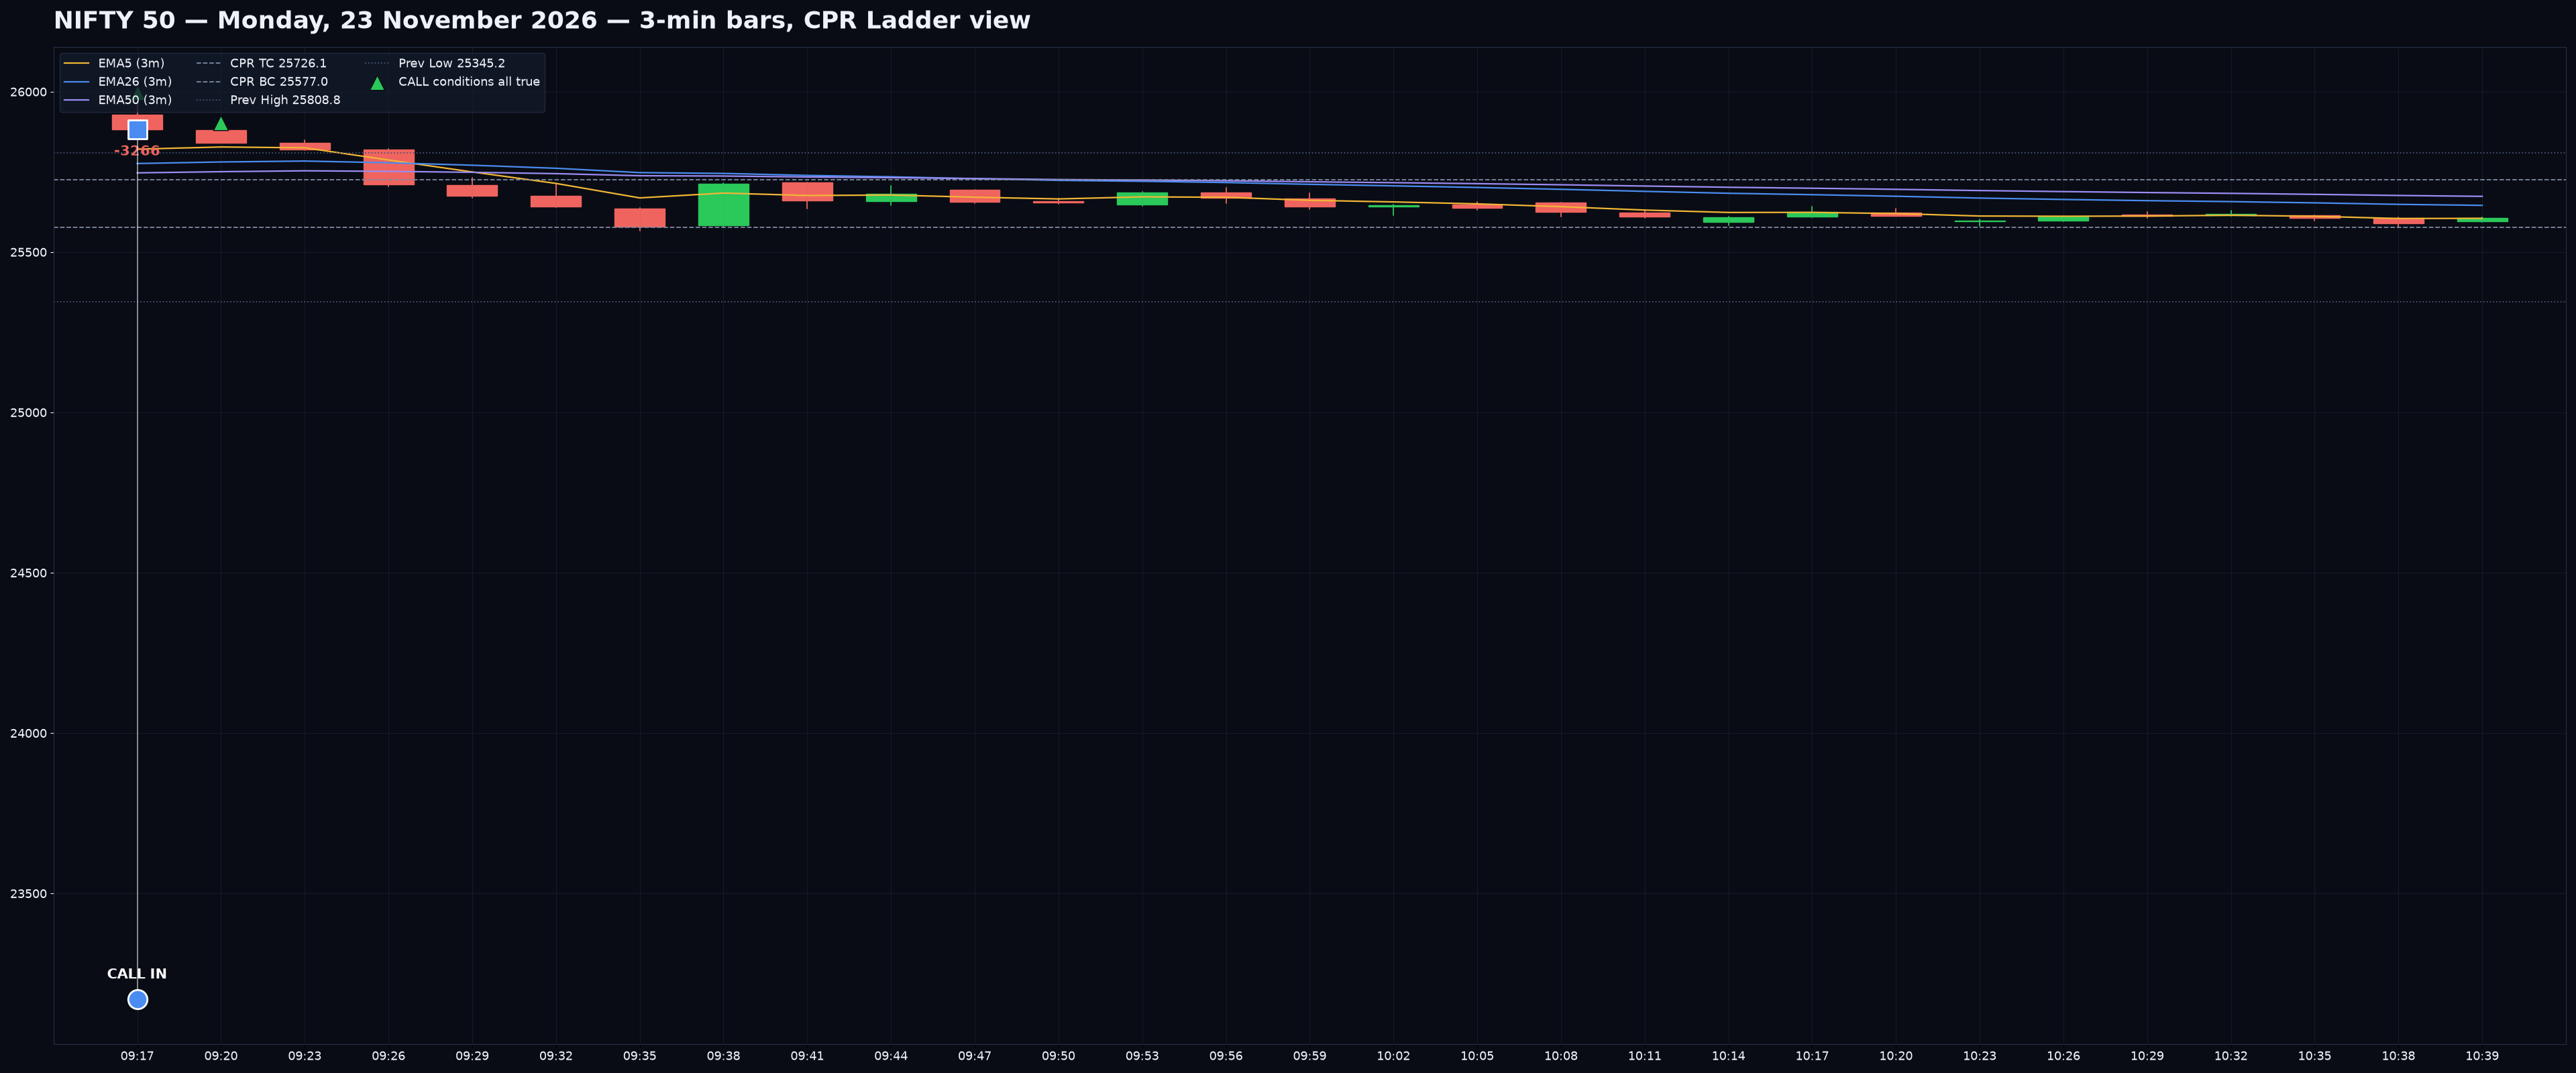 NIFTY 50 — Monday, 23 November 2026 — 3-min bars, CPR Ladder view
EMA5 (3m)
EMA26 (3m)
EMA50 (3m)
CPR TC 25726.1
CPR BC 25577.0
Prev High 25808.8
Prev Low 25345.2
CALL conditions all true
26000
25500
25000
24500
24000
23500
-3266
CALL IN
09:17 09:20 09:23 09:26 09:29 09:32 09:35 09:38 09:41 09:44 09:47 09:50 09:53 09:56 09:59 10:02 10:05 10:08 10:11 10:14 10:17 10:20 10:23 10:26 10:29 10:32 10:35 10:38 10:39